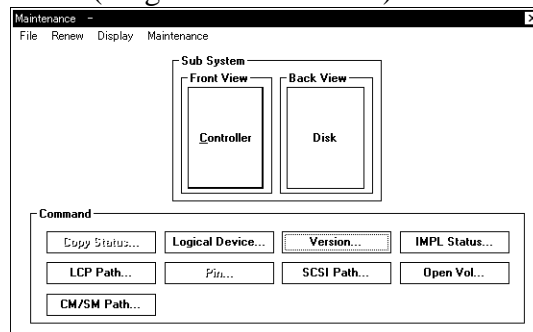 Maintenance -
File Renew Display Maintenance
Sub System
Front View Back View
Controller Disk
Command
Copy Status... Logical Device... Version... IMPL Status...
LCP Path... Pin... SCSI Path... Open Vol...
CM/SM Path...